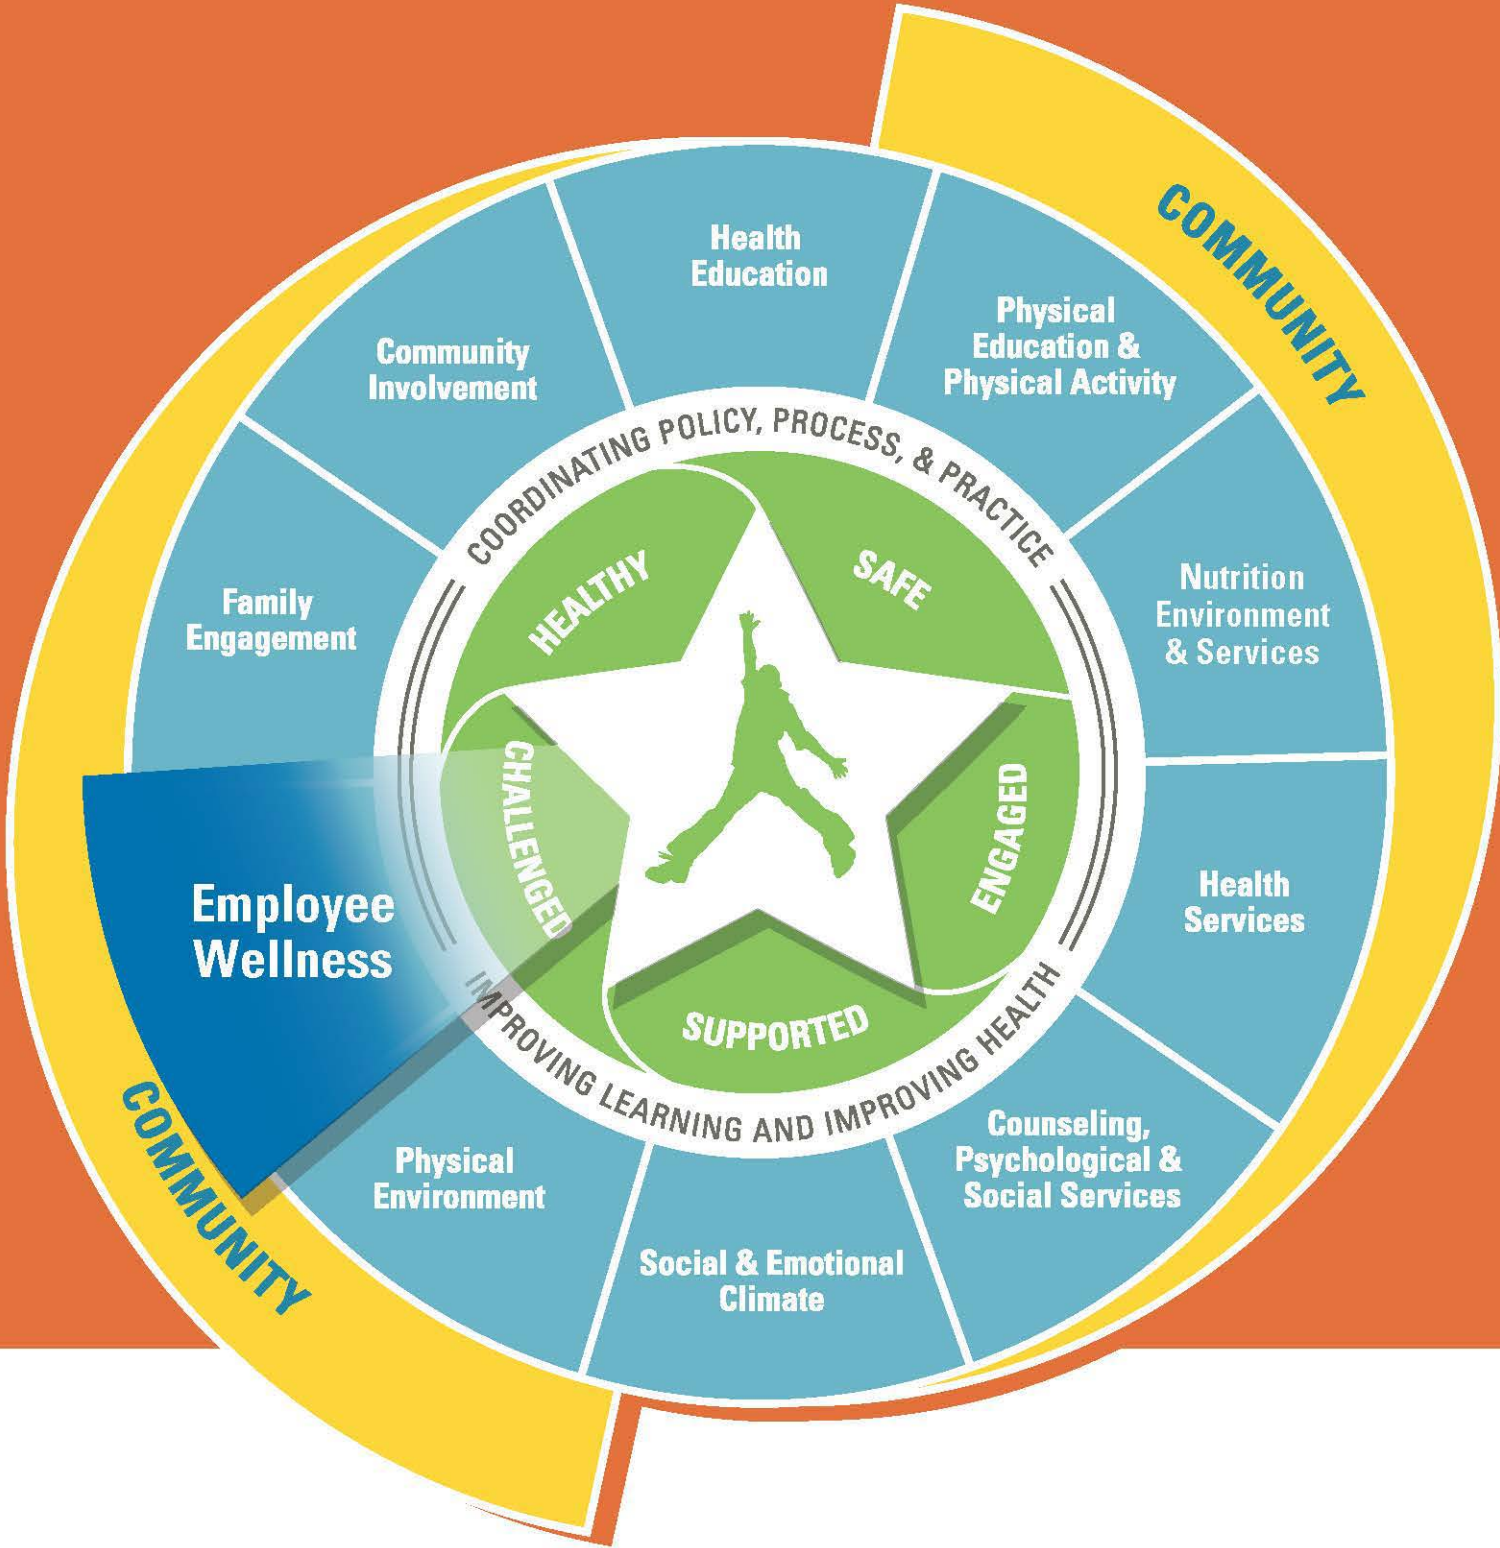 COMMUNITY
Health
Education
Physical
Education &
Physical Activity
Nutrition
Environment
& Services
Health
Services
Counseling,
Psychological &
Social Services
Social & Emotional
Climate
Physical
Environment
Employee
Wellness
Family
Engagement
Community
Involvement
COORDINATING POLICY, PROCESS, & PRACTICE
IMPROVING LEARNING AND IMPROVING HEALTH
HEALTHY
SAFE
ENGAGED
SUPPORTED
CHALLENGED
COMMUNITY